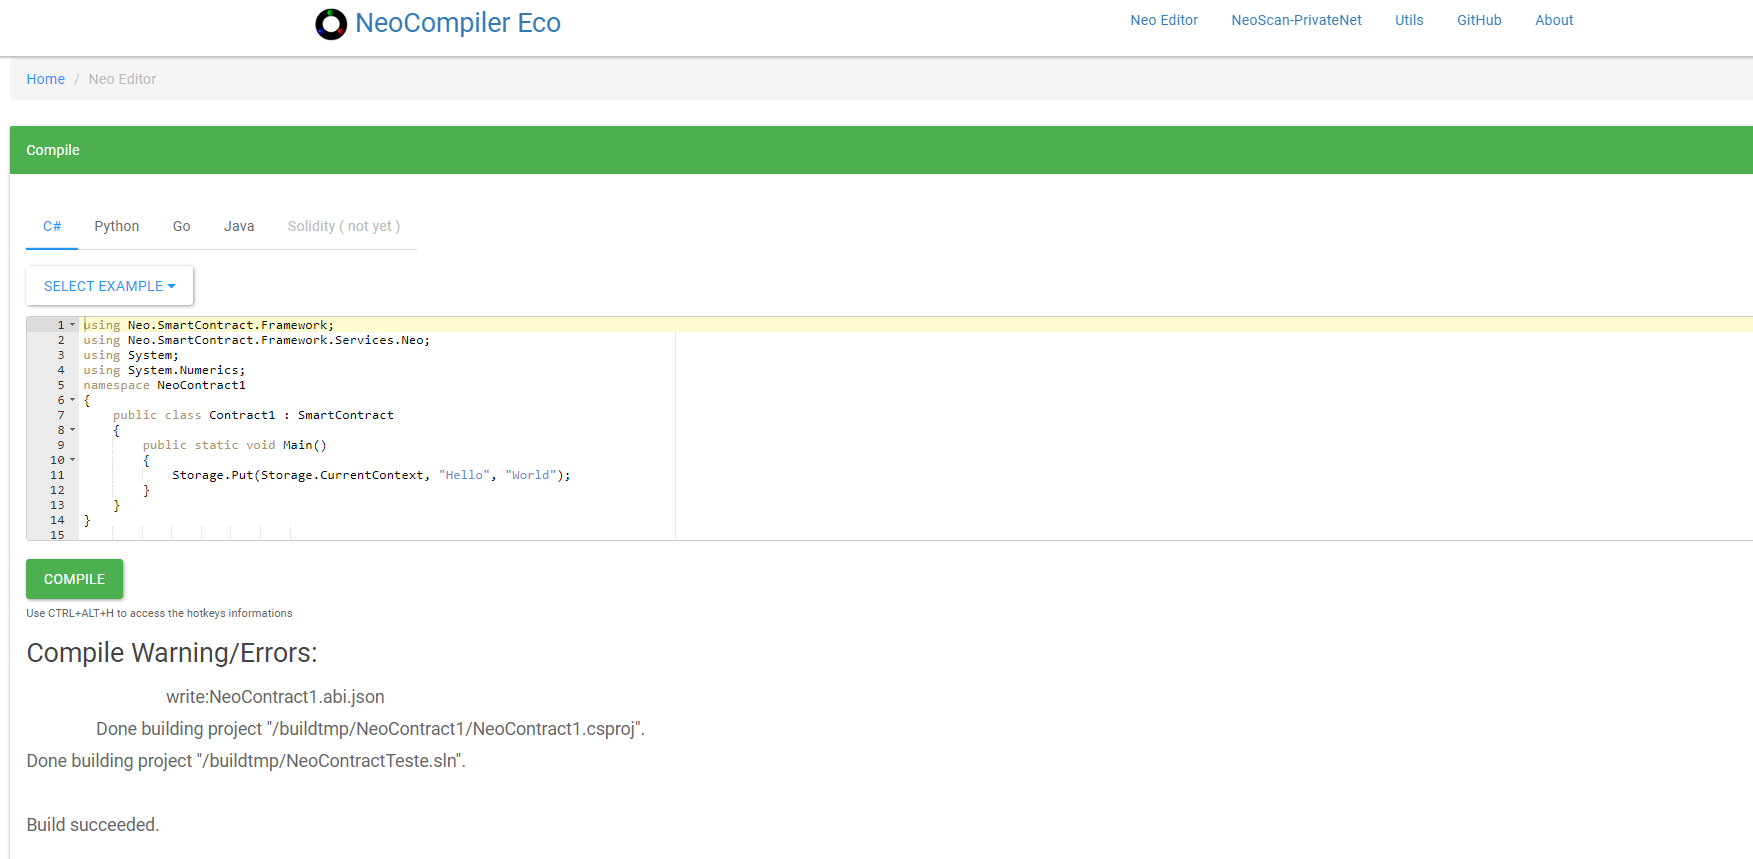 NeoCompiler Eco
Neo Editor NeoScan-PrivateNet Utils GitHub About
Home / Neo Editor
Compile
C# Python Go Java Solidity ( not yet )
SELECT EXAMPLE
1 using Neo.SmartContract.Framework;
2 using Neo.SmartContract.Framework.Services.Neo;
3 using System;
4 using System.Numerics;
5 namespace NeoContract1
6 {
7     public class Contract1 : SmartContract
8     {
9         public static void Main()
10         {
11             Storage.Put(Storage.CurrentContext, "Hello", "World");
12         }
13     }
14 }
15
COMPILE
Use CTRL+ALT+H to access the hotkeys informations
Compile Warning/Errors:
write:NeoContract1.abi.json
Done building project "/buildtmp/NeoContract1/NeoContract1.csproj".
Done building project "/buildtmp/NeoContractTeste.sln".
Build succeeded.